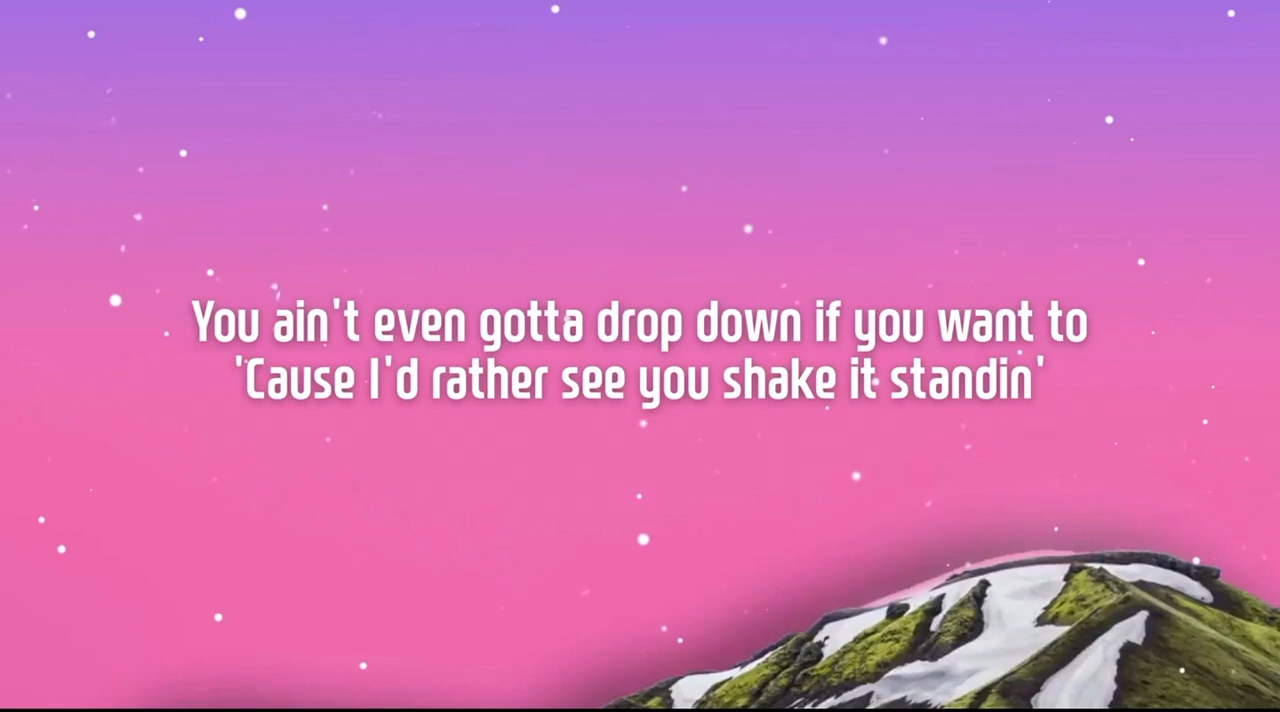 You ain't even gotta drop down if you want to
'Cause I'd rather see you shake it standin'